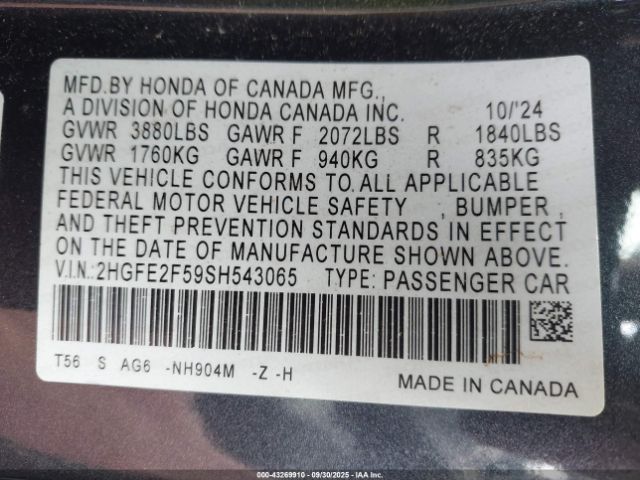 MFD.BY HONDA OF CANADA MFG.,
A DIVISION OF HONDA CANADA INC. 10/'24
GVWR 3880LBS GAWR F 2072LBS R 1840LBS
GVWR 1760KG GAWR F 940KG R 835KG
THIS VEHICLE CONFORMS TO ALL APPLICABLE
FEDERAL MOTOR VEHICLE SAFETY , BUMPER ,
AND THEFT PREVENTION STANDARDS IN EFFECT
ON THE DATE OF MANUFACTURE SHOWN ABOVE.
V.I.N.:2HGFE2F59SH543065 TYPE: PASSENGER CAR
T56 S AG6 -NH904M -Z -H
MADE IN CANADA
000-43269910 | 09/30/2025 | IAA Inc.